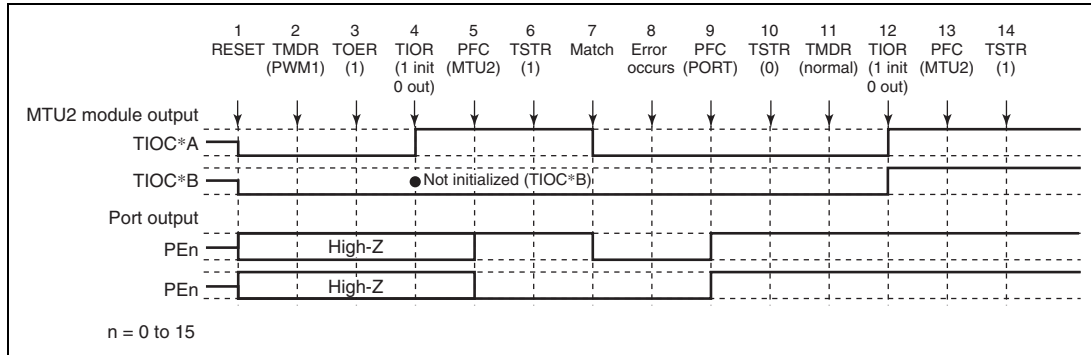 1 2 3 4 5 6 7 8 9 10 11 12 13 14
RESET TMDR TOER TIOR PFC TSTR Match Error PFC TSTR TMDR TIOR PFC TSTR
(PWM1) (1) (1 init (MTU2) (1) occurs (PORT) (0) (normal) (1 init (MTU2) (1)
0 out) 0 out)
MTU2 module output
TIOC*A
TIOC*B
Not initialized (TIOC*B)
Port output
PEn
High-Z
PEn
High-Z
n = 0 to 15